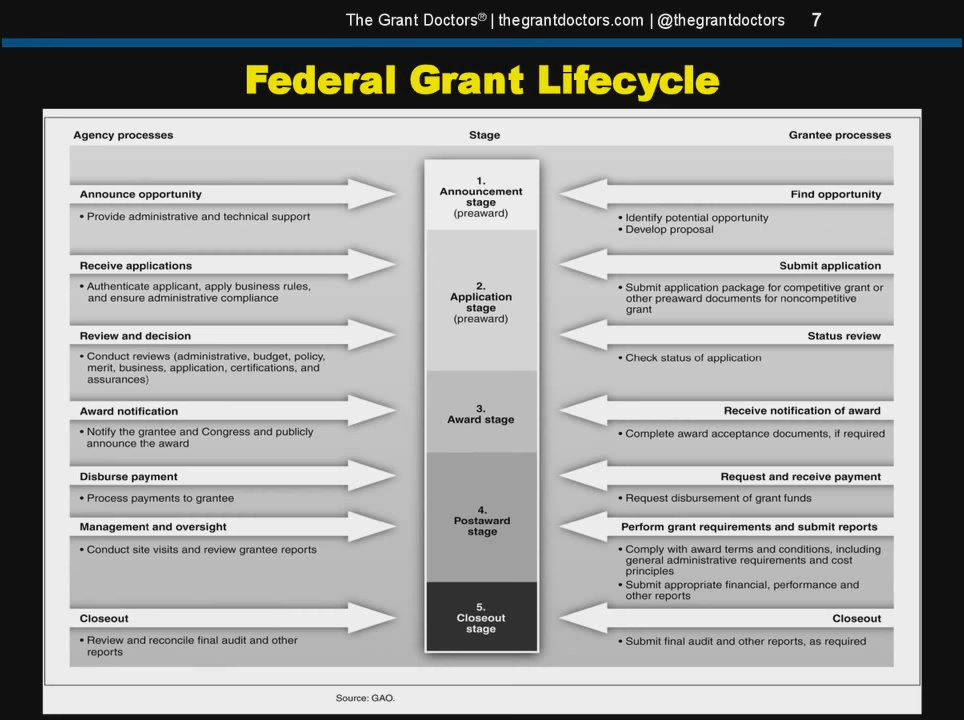 The Grant Doctors® | thegrantdoctors.com | @thegrantdoctors 7
Federal Grant Lifecycle
Agency processes
Stage
Grantee processes
Announce opportunity
• Provide administrative and technical support
1.
Announcement
stage
(preaward)
Find opportunity
• Identify potential opportunity
• Develop proposal
Receive applications
• Authenticate applicant, apply business rules,
and ensure administrative compliance
2.
Application
stage
(preaward)
Submit application
• Submit application package for competitive grant or
other preaward documents for noncompetitive
grant
Review and decision
• Conduct reviews (administrative, budget, policy,
merit, business, application, certifications, and
assurances)
Status review
• Check status of application
Award notification
• Notify the grantee and Congress and publicly
announce the award
3.
Award stage
Receive notification of award
• Complete award acceptance documents, if required
Disburse payment
• Process payments to grantee
4.
Postaward
stage
Request and receive payment
• Request disbursement of grant funds
Management and oversight
• Conduct site visits and review grantee reports
Perform grant requirements and submit reports
• Comply with award terms and conditions, including
general administrative requirements and cost
principles
• Submit appropriate financial, performance and
other reports
Closeout
• Review and reconcile final audit and other
reports
5.
Closeout
stage
Closeout
• Submit final audit and other reports, as required
Source: GAO.